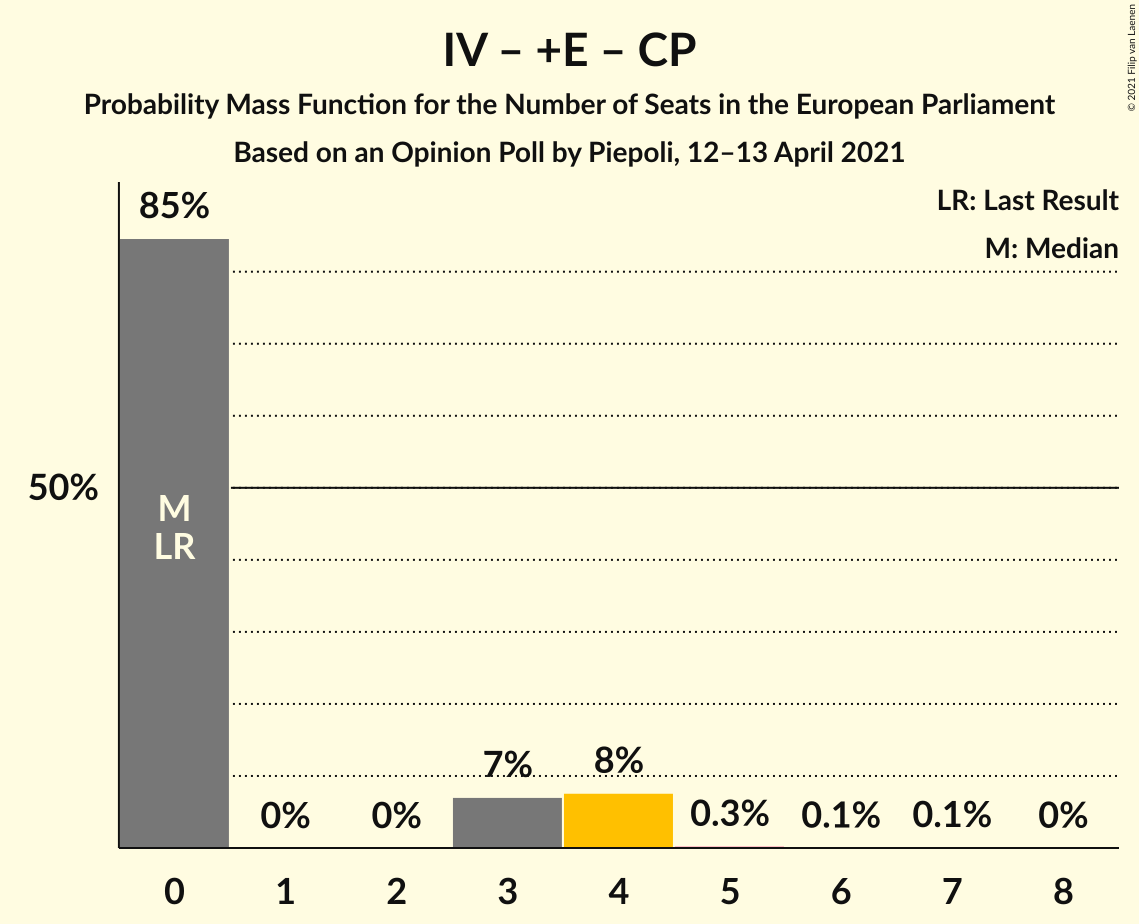 IV – +E – CP
Probability Mass Function for the Number of Seats in the European Parliament
Based on an Opinion Poll by Piepoli, 12–13 April 2021
© 2021 Filip van Laenen
LR: Last Result
M: Median
85%
50%
M
LR
7%
8%
0%
0%
0.3%
0.1%
0.1%
0%
0
1
2
3
4
5
6
7
8